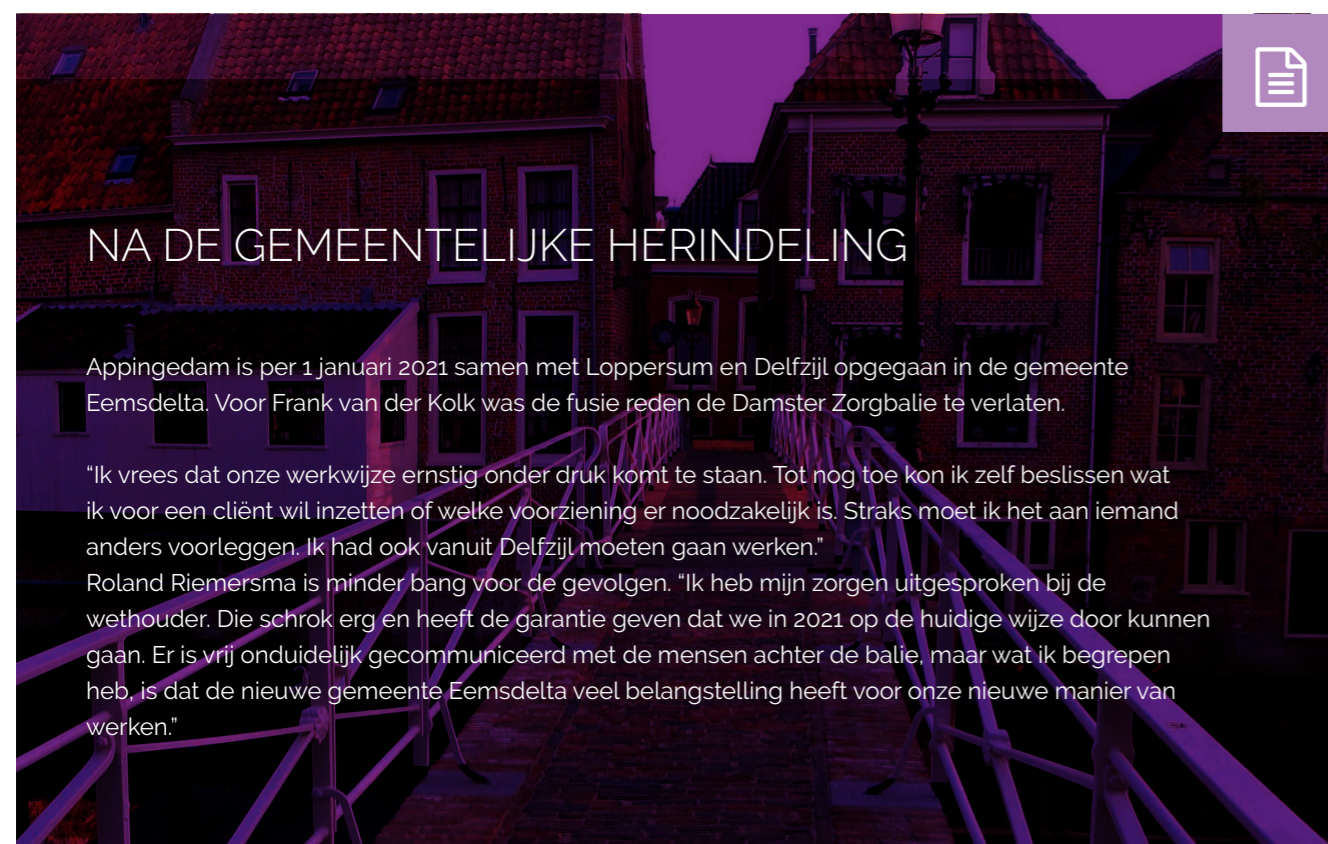 NA DE GEMEENTELIJKE HERINDELING
Appingedam is per 1 januari 2021 samen met Loppersum en Delfzijl opgegaan in de gemeente
Eemsdelta. Voor Frank van der Kolk was de fusie reden de Damster Zorgbalie te verlaten.
“Ik vrees dat onze werkwijze ernstig onder druk komt te staan. Tot nog toe kon ik zelf beslissen wat
ik voor een cliënt wil inzetten of welke voorziening er noodzakelijk is. Straks moet ik het aan iemand
anders voorleggen. Ik had ook vanuit Delfzijl moeten gaan werken.”
Roland Riemersma is minder bang voor de gevolgen. “Ik heb mijn zorgen uitgesproken bij de
wethouder. Die schrok erg en heeft de garantie geven dat we in 2021 op de huidige wijze door kunnen
gaan. Er is vrij onduidelijk gecommuniceerd met de mensen achter de balie, maar wat ik begrepen
heb, is dat de nieuwe gemeente Eemsdelta veel belangstelling heeft voor onze nieuwe manier van
werken.”